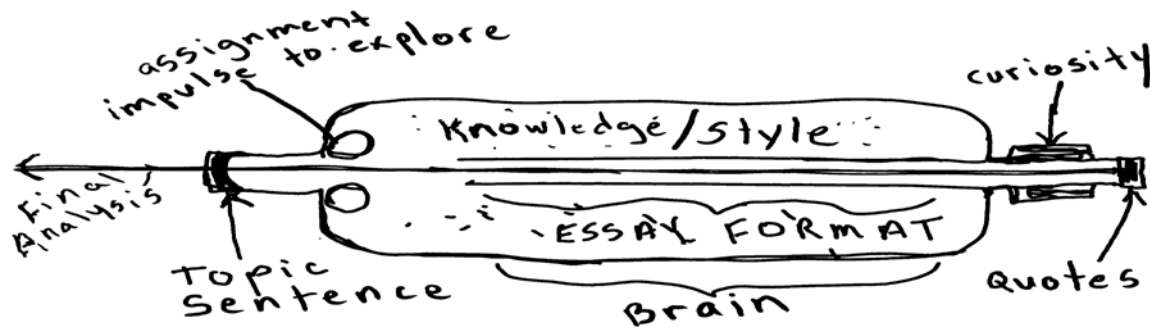 assignment
impulse to explore
curiosity
Knowledge/Style
Final
Analysis
ESSAY FORMAT
Topic
Sentence
Brain
Quotes